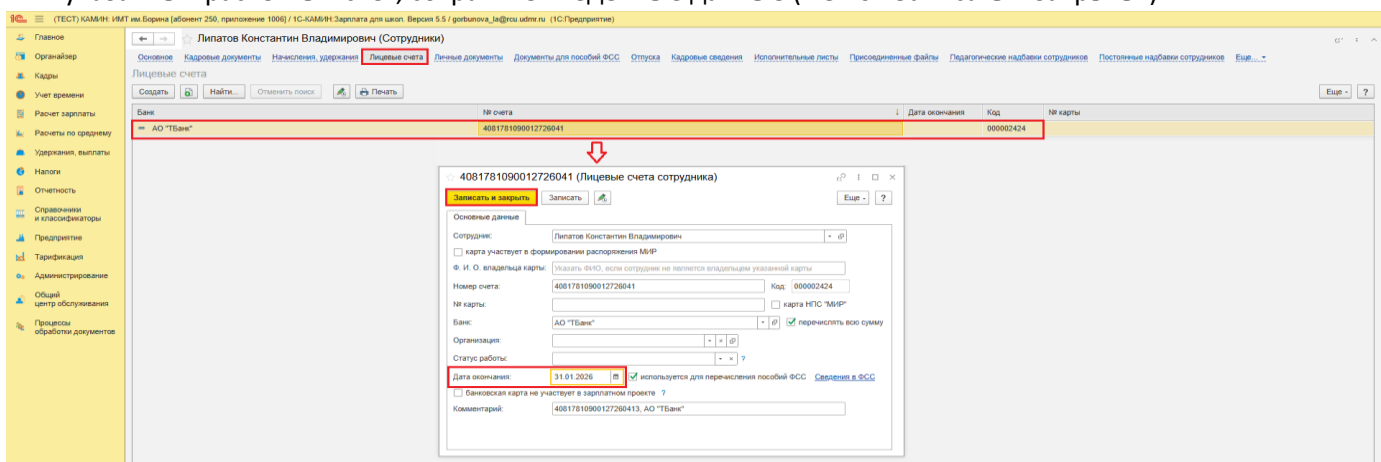 (ТЕСТ) КАМИН: ИМТ им.Борина [абонент 250, приложение 1006] / 1С-КАМИН:Зарплата для школ. Версия 5.5 / gorbunova_la@rcu.udmr.ru (1С:Предприятие)
Главное
Органайзер
Кадры
Учет времени
Расчет зарплаты
Расчеты по среднему
Удержания, выплаты
Налоги
Отчетность
Справочники
и классификаторы
Предприятие
Тарификация
Администрирование
Общий
центр обслуживания
Процессы
обработки документов
Липатов Константин Владимирович (Сотрудники)
Основное Кадровые документы Начисления, удержания Лицевые счета Личные документы Документы для пособий ФСС Отпуска Кадровые сведения Исполнительные листы Присоединенные файлы Педагогические надбавки сотрудников Постоянные надбавки сотрудников Еще...
Лицевые счета
Создать Найти... Отменить поиск Печать Еще ?
Банк № счета ↓ Дата окончания Код № карты
АО "ТБанк" 4081781090012726041 000002424
4081781090012726041 (Лицевые счета сотрудника)
Записать и закрыть Записать Еще ?
Основные данные
Сотрудник: Липатов Константин Владимирович
карта участвует в формировании распоряжения МИР
Ф. И. О. владельца карты: Указать ФИО, если сотрудник не является владельцем указанной карты
Номер счета: 4081781090012726041 Код: 000002424
№ карты: карта НПС "МИР"
Банк: АО "ТБанк" перечислять всю сумму
Организация:
Статус работы: ?
Дата окончания: 31.01.2026 используется для перечисления пособий ФСС Сведения в ФСС
банковская карта не участвует в зарплатном проекте ?
Комментарий: 40817810900127260413, АО "ТБанк"